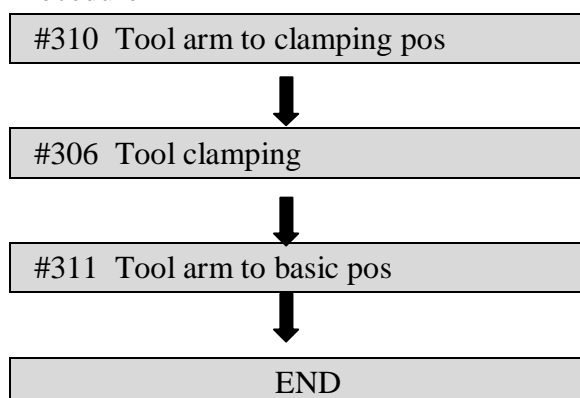 #310 Tool arm to clamping pos
#306 Tool clamping
#311 Tool arm to basic pos
END